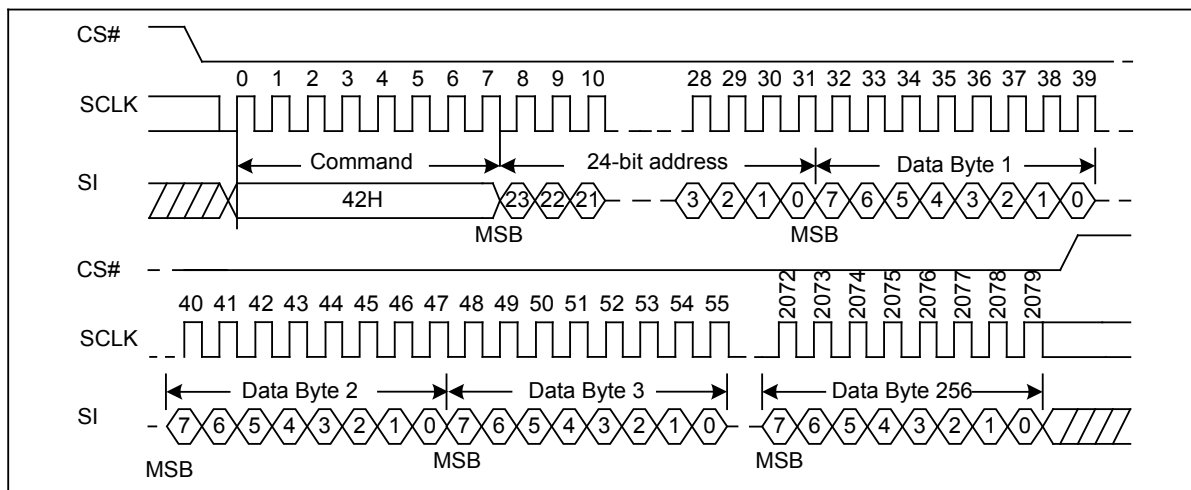 CS#
0 1 2 3 4 5 6 7 8 9 10 28 29 30 31 32 33 34 35 36 37 38 39
SCLK
Command 24-bit address Data Byte 1
SI
42H 23 22 21 3 2 1 0 7 6 5 4 3 2 1 0
MSB MSB
CS#
40 41 42 43 44 45 46 47 48 49 50 51 52 53 54 55 2072 2073 2074 2075 2076 2077 2078 2079
SCLK
Data Byte 2 Data Byte 3 Data Byte 256
SI
7 6 5 4 3 2 1 0 7 6 5 4 3 2 1 0 7 6 5 4 3 2 1 0
MSB MSB MSB